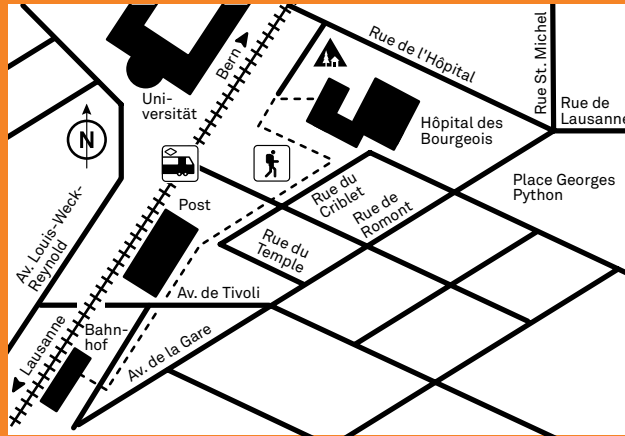 Rue de l'Hôpital
Rue St. Michel
Bern
Uni-
versität
Hôpital des
Bourgeois
Rue de
Lausanne
N
Place Georges
Python
Rue du
Criblet
Rue de
Romont
Post
Rue du
Temple
Av. Louis-Weck-
Reynold
Av. de Tivoli
Lausanne
Bahn-
hof
Av. de la Gare